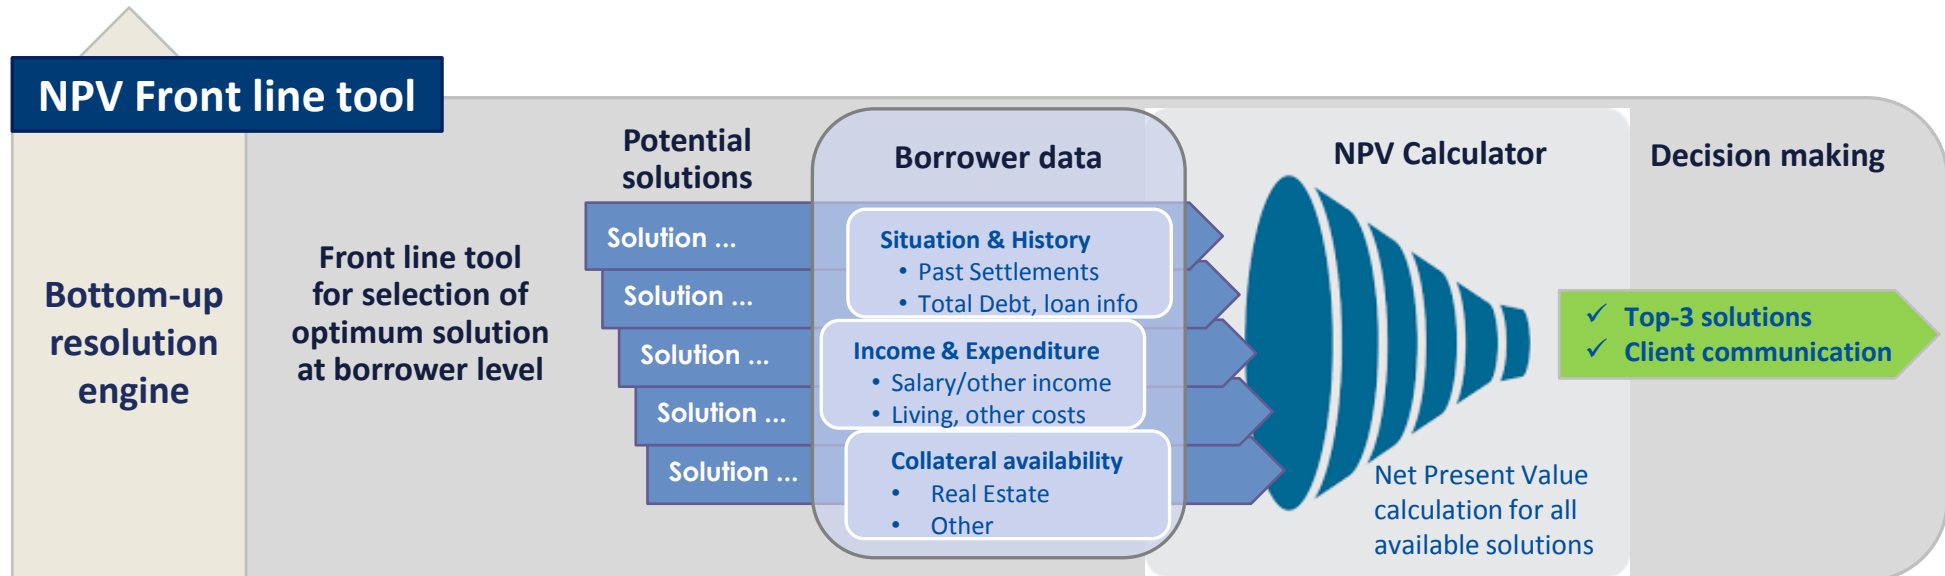 NPV Front line tool
Bottom-up
resolution
engine
Front line tool
for selection of
optimum solution
at borrower level
Potential
solutions
Solution ...
Solution ...
Solution ...
Solution ...
Solution ...
Borrower data
Situation & History
• Past Settlements
• Total Debt, loan info
Income & Expenditure
• Salary/other income
• Living, other costs
Collateral availability
• Real Estate
• Other
NPV Calculator
Net Present Value
calculation for all
available solutions
Decision making
✓ Top-3 solutions
✓ Client communication